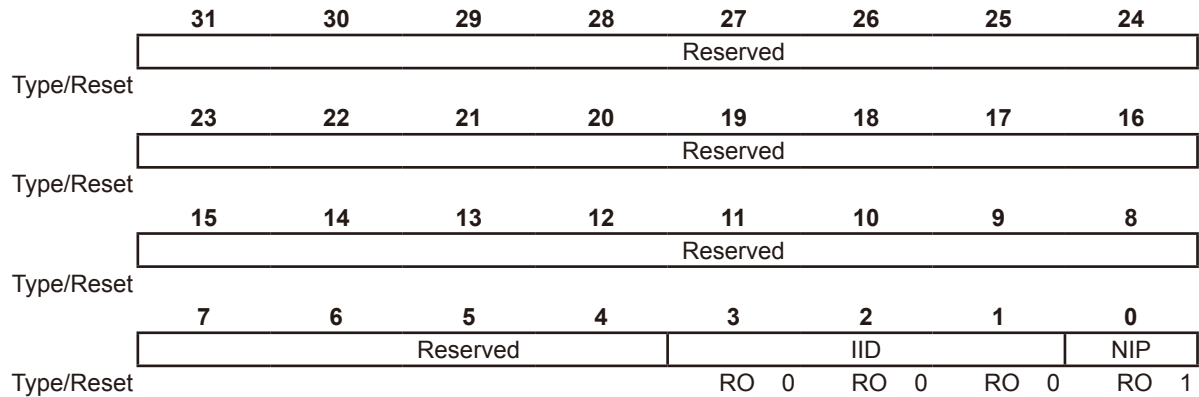 31 30 29 28 27 26 25 24
Reserved
Type/Reset
23 22 21 20 19 18 17 16
Reserved
Type/Reset
15 14 13 12 11 10 9 8
Reserved
Type/Reset
7 6 5 4 3 2 1 0
Reserved IID NIP
Type/Reset RO 0 RO 0 RO 0 RO 1